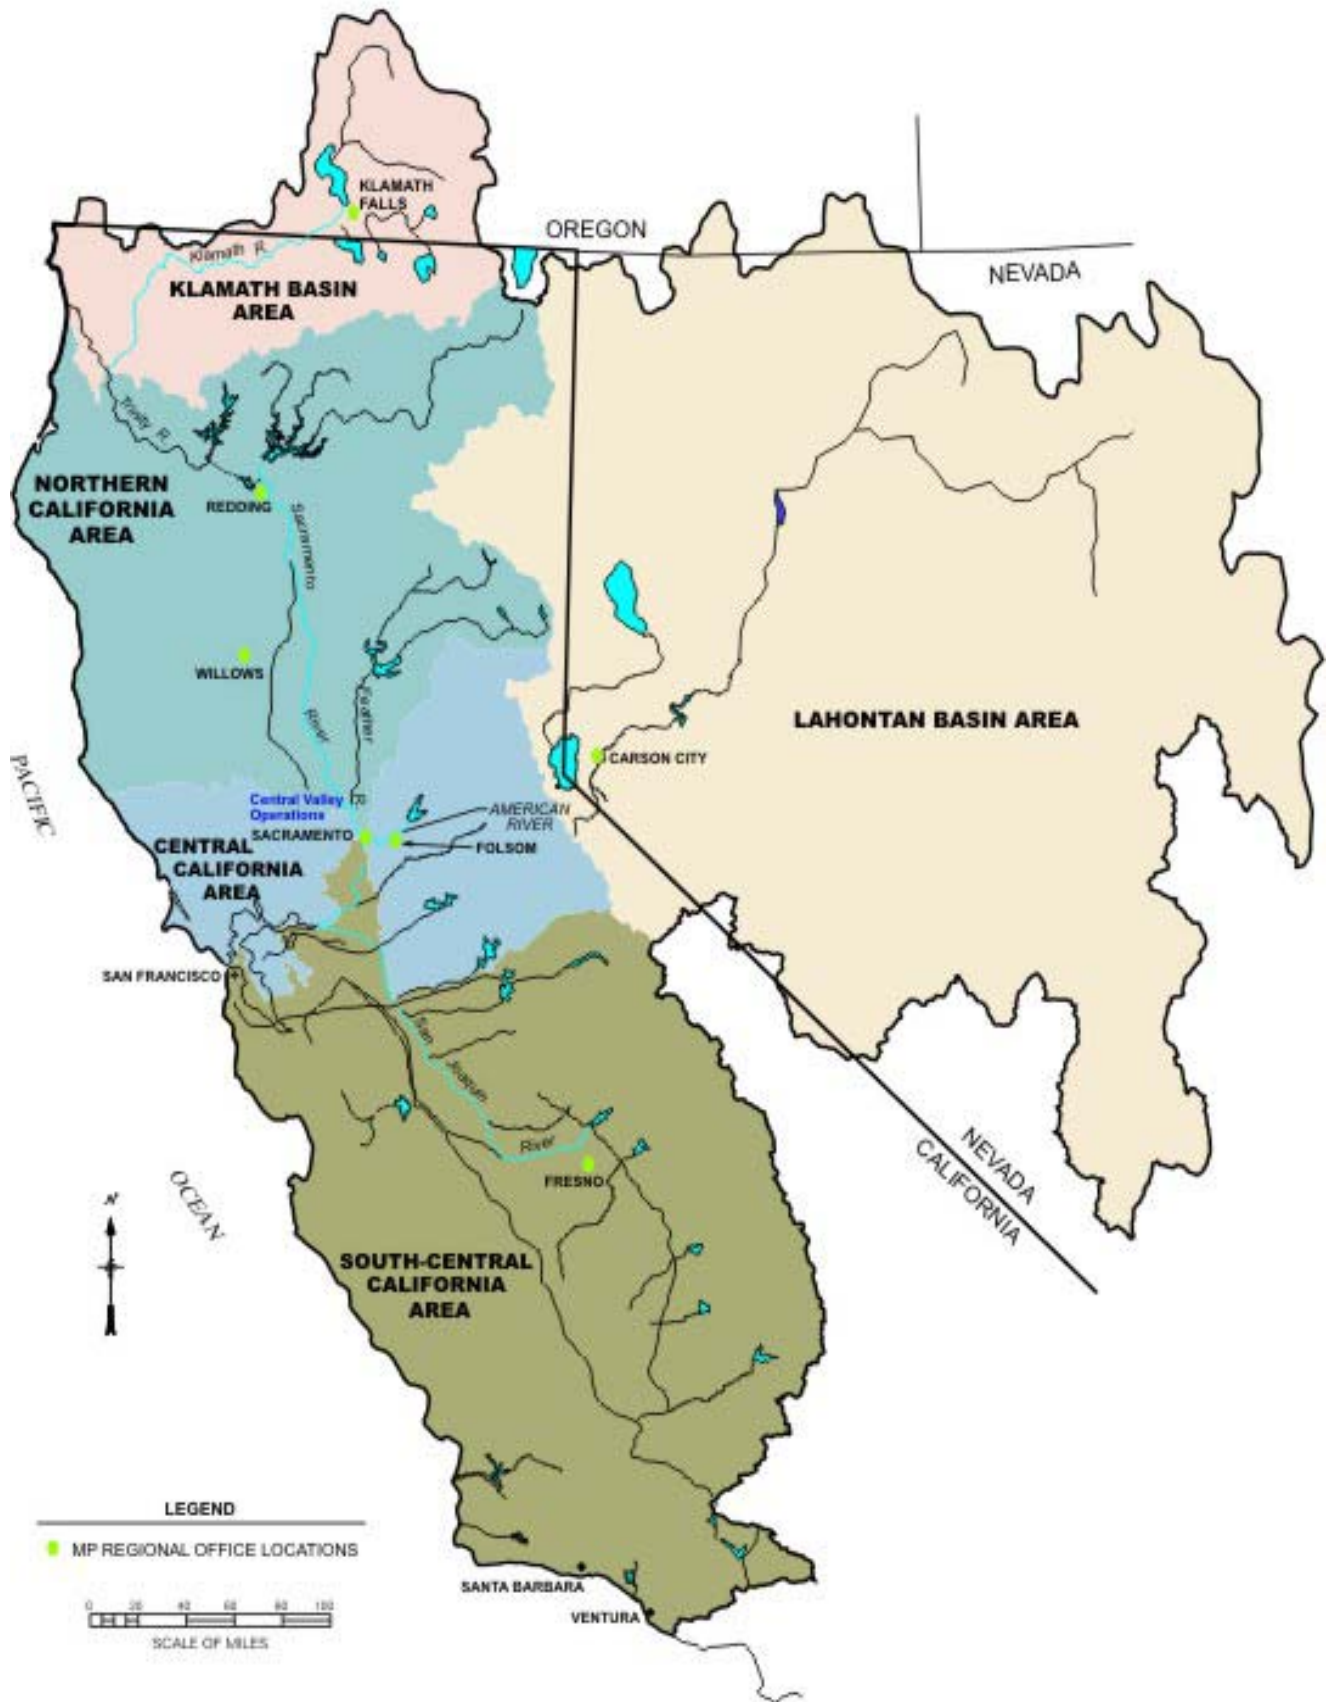 KLAMATH
FALLS
OREGON
NEVADA
Klamath R.
KLAMATH BASIN
AREA
Trinity R.
NORTHERN
CALIFORNIA
AREA
REDDING
Sacramento
River
WILLOWS
Feather
R.
LAHONTAN BASIN AREA
CARSON CITY
PACIFIC
Central Valley
Operations
SACRAMENTO
AMERICAN
RIVER
FOLSOM
CENTRAL
CALIFORNIA
AREA
SAN FRANCISCO
San
Joaquin
River
FRESNO
NEVADA
CALIFORNIA
OCEAN
N
SOUTH-CENTRAL
CALIFORNIA
AREA
LEGEND
MP REGIONAL OFFICE LOCATIONS
0 20 40 60 80 100
SCALE OF MILES
SANTA BARBARA
VENTURA